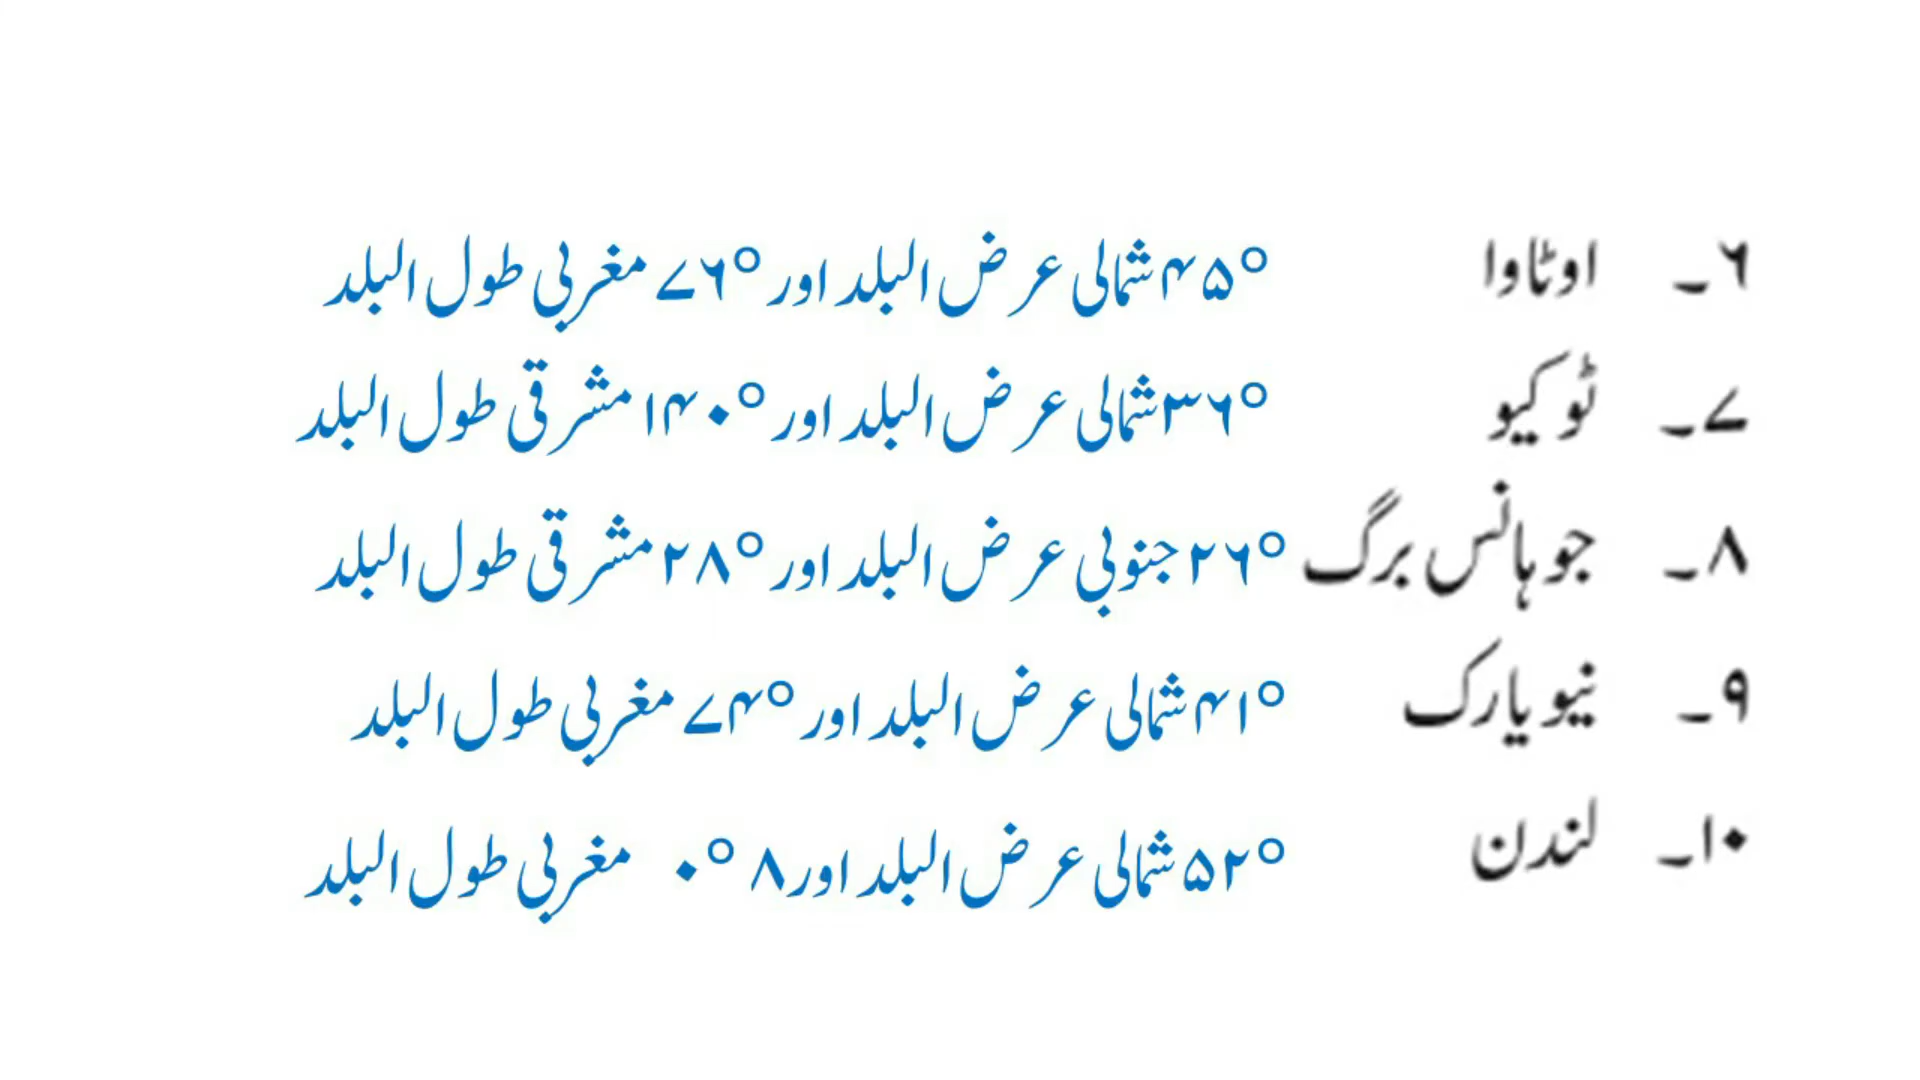 ۶۔ اوٹاوا ۴۵° شمالی عرض البلد اور ۷۶° مغربی طول البلد
۷۔ ٹوکیو ۳۶° شمالی عرض البلد اور ۱۴۰° مشرقی طول البلد
۸۔ جوہانس برگ ۲۶° جنوبی عرض البلد اور ۲۸° مشرقی طول البلد
۹۔ نیویارک ۴۱° شمالی عرض البلد اور ۷۴° مغربی طول البلد
۱۰۔ لندن ۵۲° شمالی عرض البلد اور ۸ ۰° مغربی طول البلد